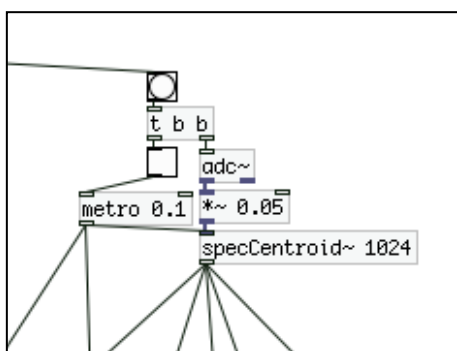 t b b
adc~
metro 0.1
*~ 0.05
specCentroid~ 1024